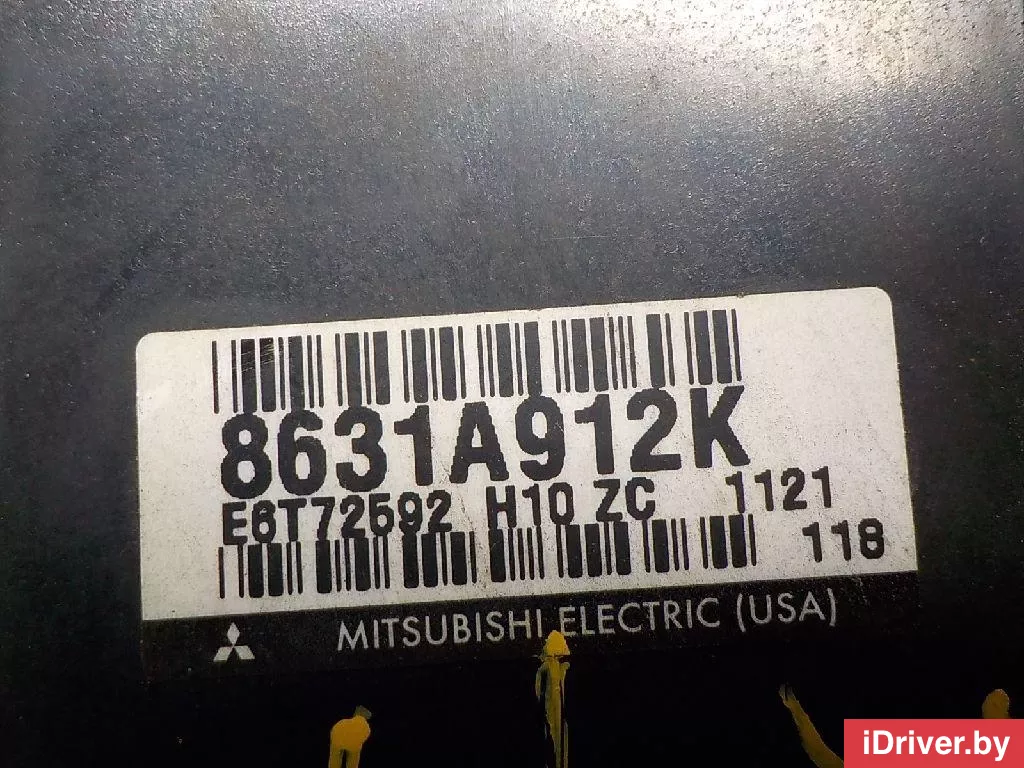 8631A912K
E6T72592 H10 ZC 1121
118
MITSUBISHI ELECTRIC (USA)
iDriver.by